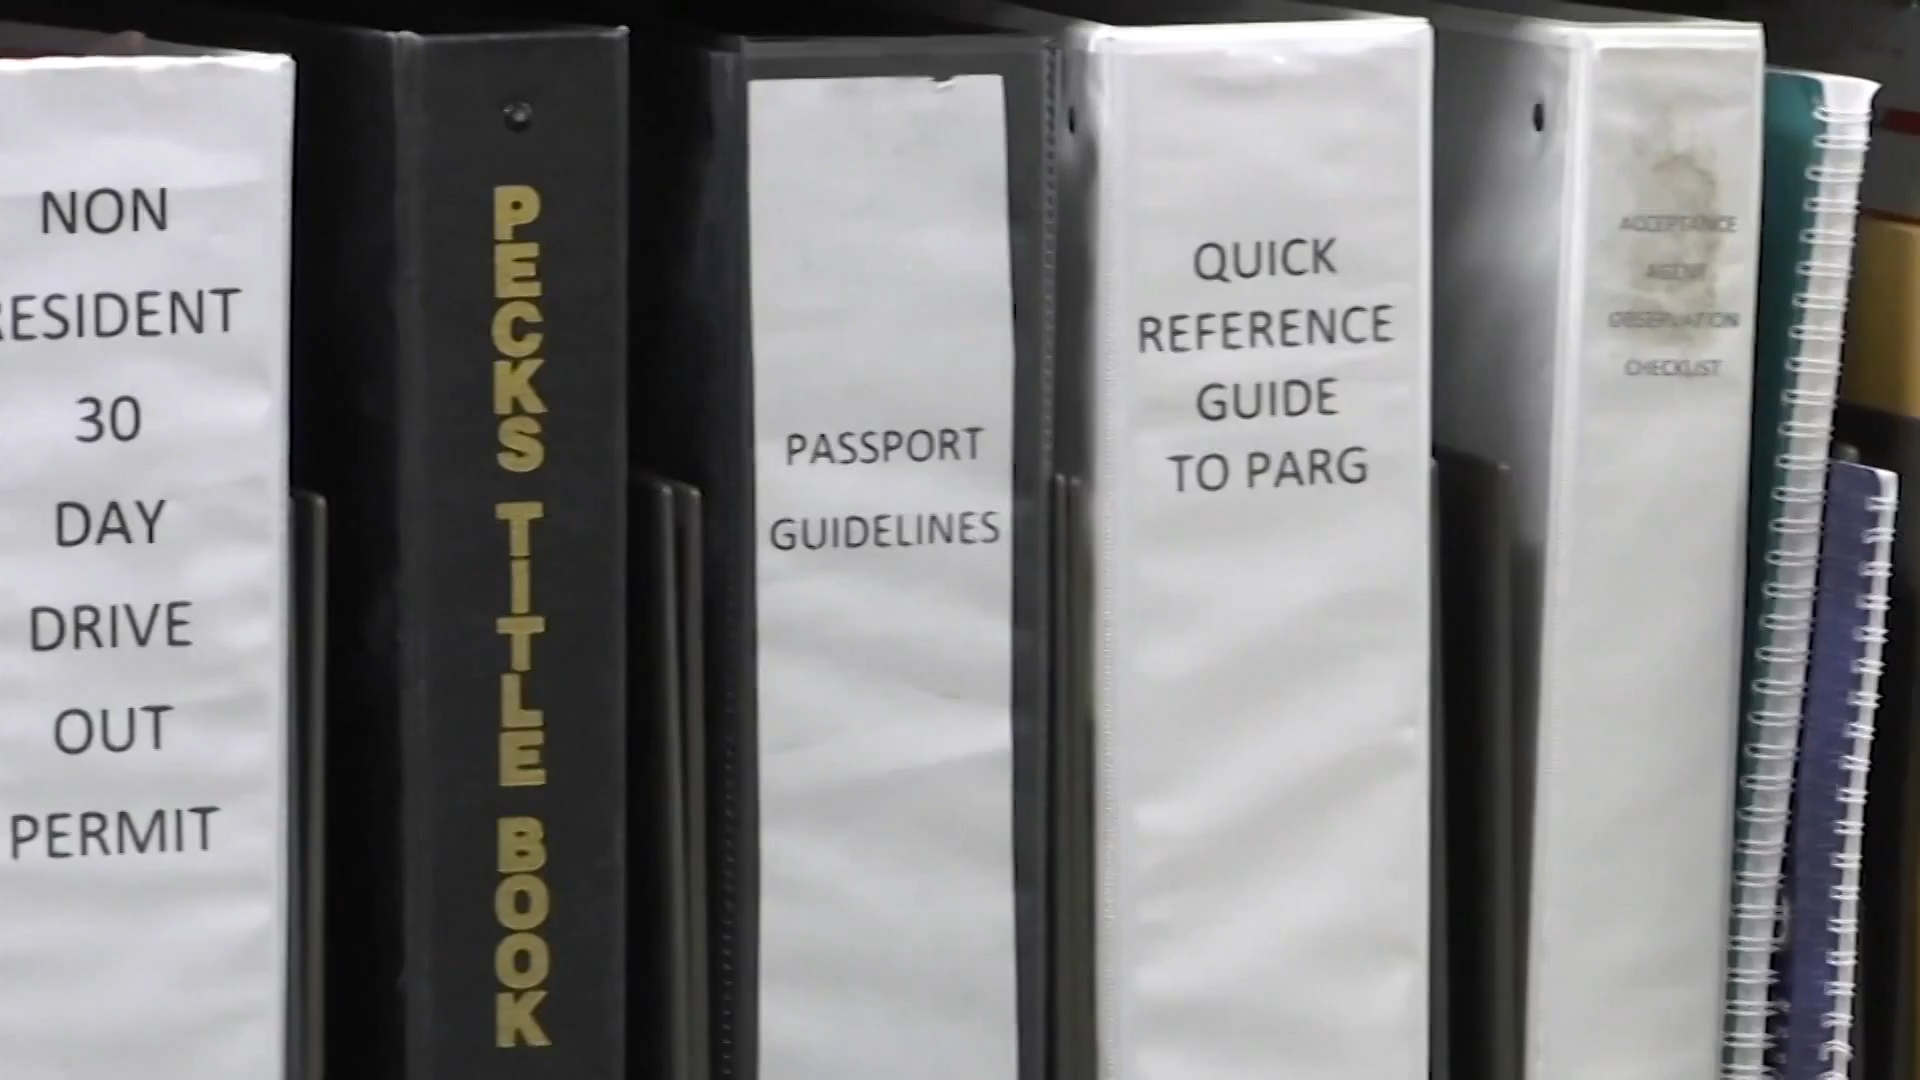 NON
RESIDENT
30
DAY
DRIVE
OUT
PERMIT
PECKS TITLE BOOK
PASSPORT
GUIDELINES
QUICK
REFERENCE
GUIDE
TO PARG
ACCEPTANCE
AGENT
OBSERVATION
CHECKLIST